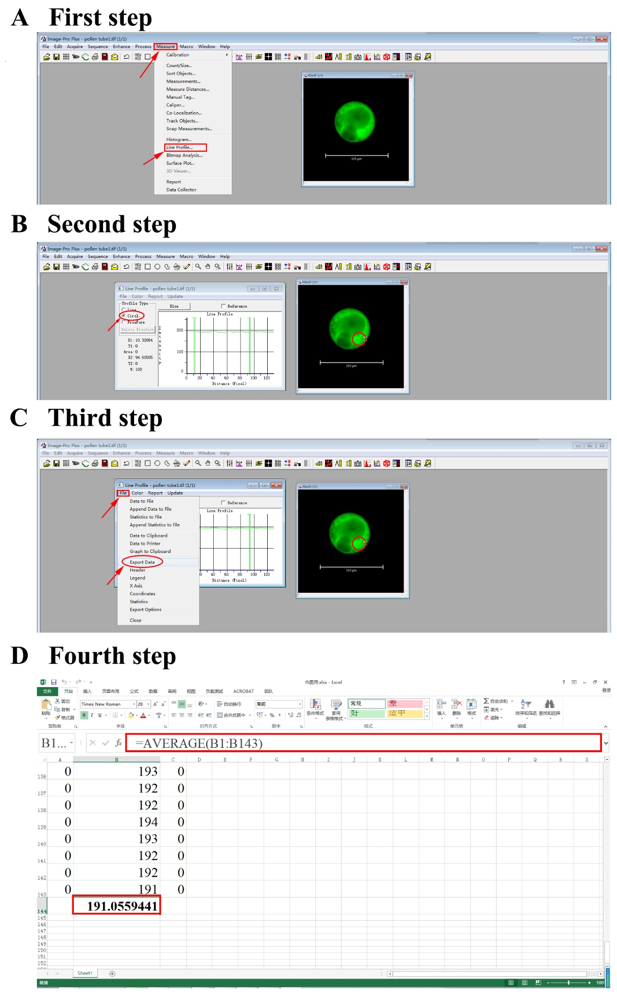 A First step
Image-Pro Plus - pollen tube1.tif (1/1)
File Edit Acquire Sequence Enhance Process Measure Macro Window Help
NEW AOI
Calibration
Count/Size...
Sort Objects...
Measurements...
Measure Distances...
Manual Tag...
Caliper...
Co-Localization...
Track Objects...
Snap Measurements...
Histogram...
Line Profile...
Bitmap Analysis...
Surface Plot...
3D Viewer...
Report
Data Collector
FDA.tif (1/1)
125 μm
B Second step
Image-Pro Plus - pollen tube1.tif (1/1)
File Edit Acquire Sequence Enhance Process Measure Macro Window Help
NEW AOI
Line Profile - pollen tube1.tif (1/1)
File Color Report Update
Profile Type
Line
Circl
FreeForm
Delete Freeform
X1: 10.32064
Y1: 0
Area: 0
X2: 94.60585
Y2: 0
%: 100
Blue
Reference
Line Profile
Intensity
200
100
0
0 20 40 60 80 100 120
Distance (Pixel)
FDA.tif (1/1)
125 μm
C Third step
Image-Pro Plus - pollen tube1.tif (1/1)
File Edit Acquire Sequence Enhance Process Measure Macro Window Help
NEW AOI
Line Profile - pollen tube1.tif (1/1)
File Color Report Update
Data to File
Append Data to File
Statistics to File
Append Statistics to File
Data to Clipboard
Data to Printer
Graph to Clipboard
Export Data
Header
Legend
X Axis
Coordinates
Statistics
Export Options
Close
Reference
Line Profile
0 40 60 80 100 120
Distance (Pixel)
FDA.tif (1/1)
125 μm
D Fourth step
作图用.xlsx - Excel
登录
文件 开始 插入 页面布局 公式 数据 审阅 视图 负载测试 ACROBAT 团队
粘贴
剪切
复制
格式刷
剪贴板
Times New Roman 28
B I U
字体
自动换行
合并后居中
对齐方式
常规
%
数字
条件格式
套用
表格格式
常规 差
好 适中
样式
插入 删除 格式
单元格
自动求和
填充
清除
排序和筛选 查找和选择
编辑
B1... fx =AVERAGE(B1:B143)
A B C D E F G H I J K L M N O P Q R S
136 0 193 0
137 0 192 0
138 0 192 0
139 0 194 0
140 0 193 0
141 0 192 0
142 0 192 0
143 0 191 0
144 191.0559441
145
146
147
148
149
150
151
152
Sheet1
就绪